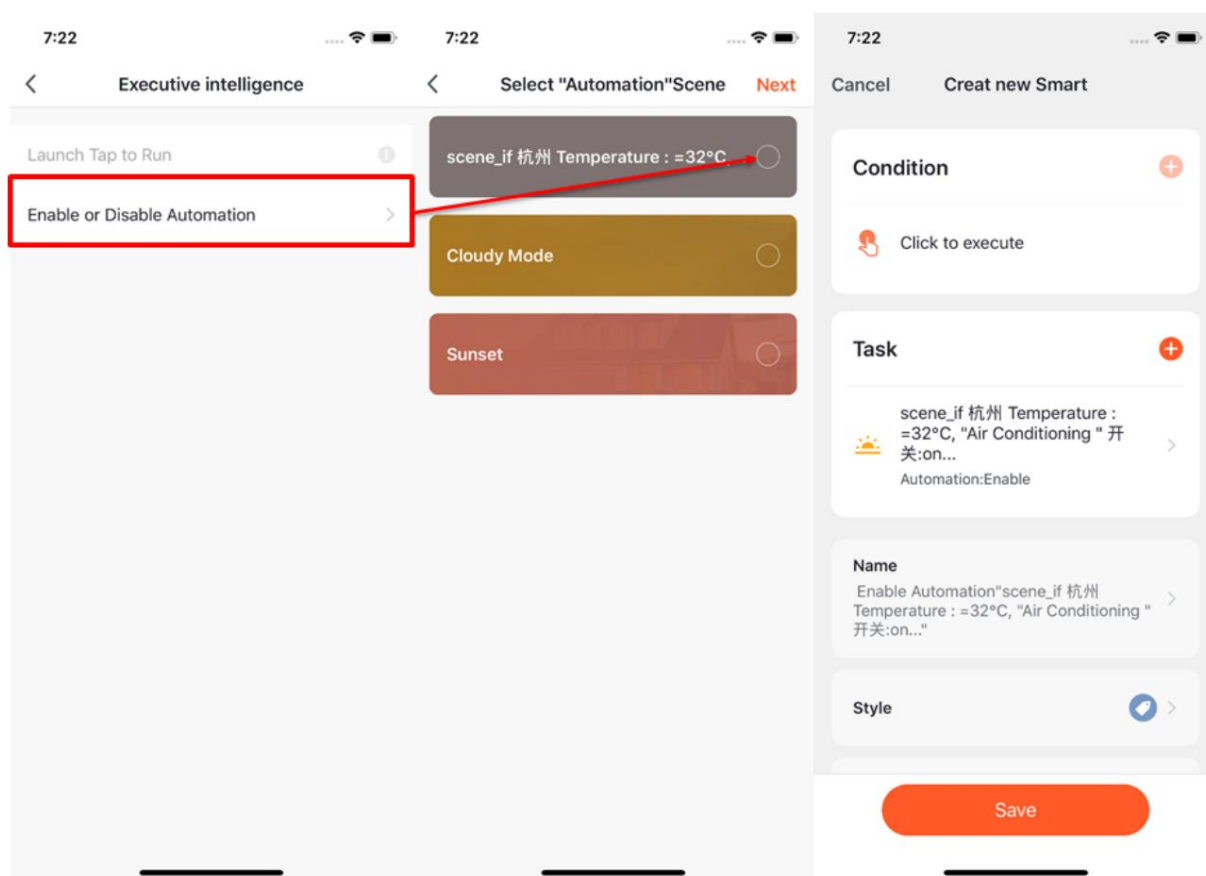 7:22
Executive intelligence
Launch Tap to Run
Enable or Disable Automation
7:22
Select "Automation"Scene
Next
scene_if 杭州 Temperature : =32°C, ...
Cloudy Mode
Sunset
7:22
Cancel
Creat new Smart
Condition
Click to execute
Task
scene_if 杭州 Temperature :
=32°C, "Air Conditioning " 开
关:on...
Automation:Enable
Name
Enable Automation"scene_if 杭州
Temperature : =32°C, "Air Conditioning "
开关:on..."
Style
Save